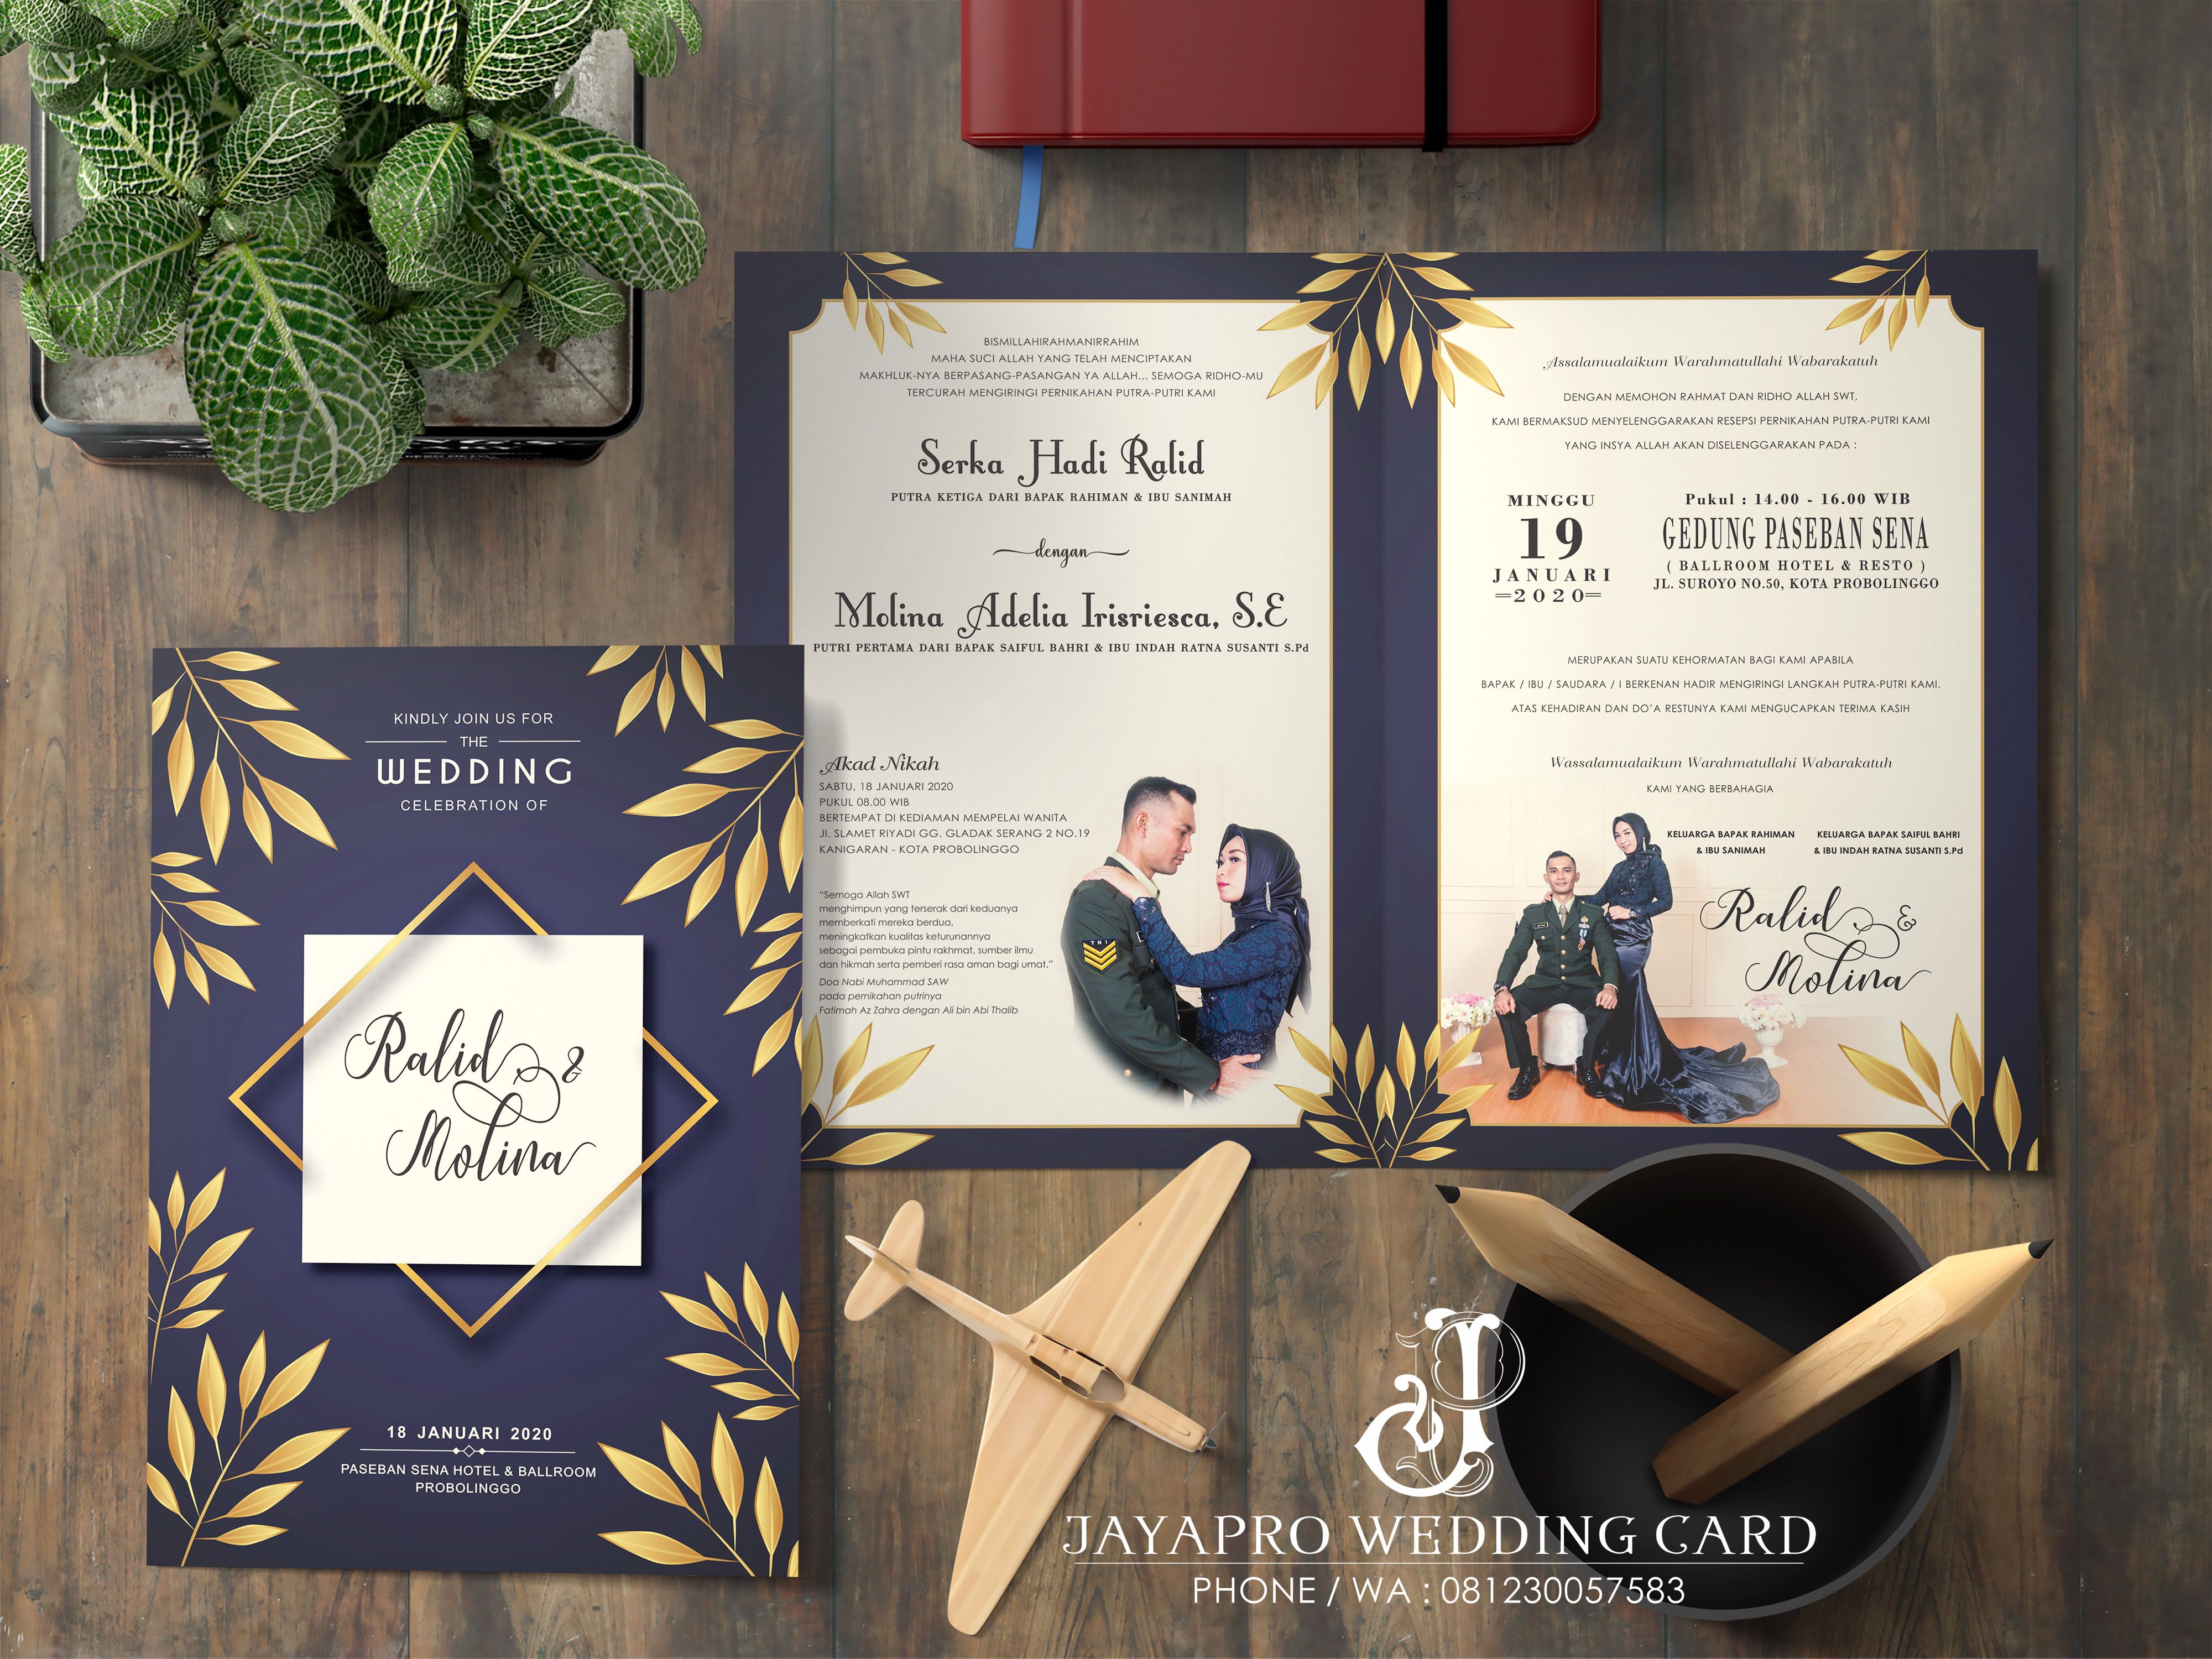 KINDLY JOIN US FOR
THE
WEDDING
CELEBRATION OF
Ralid &
Molina
18 JANUARI 2020
PASEBAN SENA HOTEL & BALLROOM
PROBOLINGGO
BISMILLAHIRAHMANIRRAHIM
MAHA SUCI ALLAH YANG TELAH MENCIPTAKAN
MAKHLUK-NYA BERPASANG-PASANGAN YA ALLAH... SEMOGA RIDHO-MU
TERCURAH MENGIRINGI PERNIKAHAN PUTRA-PUTRI KAMI
Serka Hadi Ralid
PUTRA KETIGA DARI BAPAK RAHIMAN & IBU SANIMAH
dengan
Molina Adelia Irisriesca, S.E
PUTRI PERTAMA DARI BAPAK SAIFUL BAHRI & IBU INDAH RATNA SUSANTI S.Pd
Akad Nikah
SABTU, 18 JANUARI 2020
PUKUL 08.00 WIB
BERTEMPAT DI KEDIAMAN MEMPELAI WANITA
Jl. SLAMET RIYADI GG. GLADAK SERANG 2 NO.19
KANIGARAN - KOTA PROBOLINGGO
“Semoga Allah SWT
menghimpun yang terserak dari keduanya
memberkati mereka berdua,
meningkatkan kualitas keturunannya
sebagai pembuka pintu rakhmat, sumber ilmu
dan hikmah serta pemberi rasa aman bagi umat.”
Doa Nabi Muhammad SAW
pada pernikahan putrinya
Fatimah Az Zahra dengan Ali bin Abi Thalib
TNI
Assalamualaikum Warahmatullahi Wabarakatuh
DENGAN MEMOHON RAHMAT DAN RIDHO ALLAH SWT,
KAMI BERMAKSUD MENYELENGGARAKAN RESEPSI PERNIKAHAN PUTRA-PUTRI KAMI
YANG INSYA ALLAH AKAN DISELENGGARAKAN PADA :
MINGGU
19
JANUARI
2020
Pukul : 14.00 - 16.00 WIB
GEDUNG PASEBAN SENA
( BALLROOM HOTEL & RESTO )
JL. SUROYO NO.50, KOTA PROBOLINGGO
MERUPAKAN SUATU KEHORMATAN BAGI KAMI APABILA
BAPAK / IBU / SAUDARA / I BERKENAN HADIR MENGIRINGI LANGKAH PUTRA-PUTRI KAMI.
ATAS KEHADIRAN DAN DO'A RESTUNYA KAMI MENGUCAPKAN TERIMA KASIH
Wassalamualaikum Warahmatullahi Wabarakatuh
KAMI YANG BERBAHAGIA
KELUARGA BAPAK RAHIMAN
& IBU SANIMAH
KELUARGA BAPAK SAIFUL BAHRI
& IBU INDAH RATNA SUSANTI S.Pd
Ralid &
Molina
JP
JAYAPRO WEDDING CARD
PHONE / WA : 081230057583